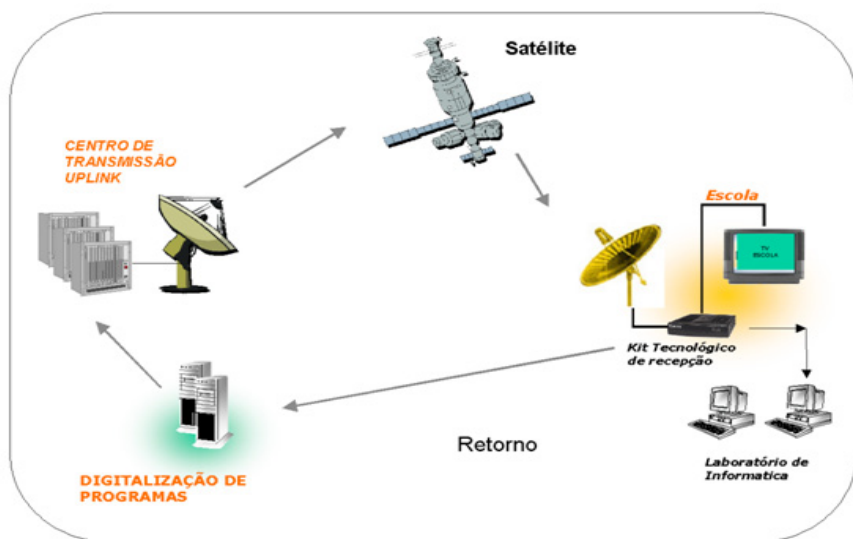 Satélite
CENTRO DE
TRANSMISSÃO
UPLINK
Escola
TV
ESCOLA
Kit Tecnológico
de recepção
Retorno
DIGITALIZAÇÃO DE
PROGRAMAS
Laboratório de
Informatica